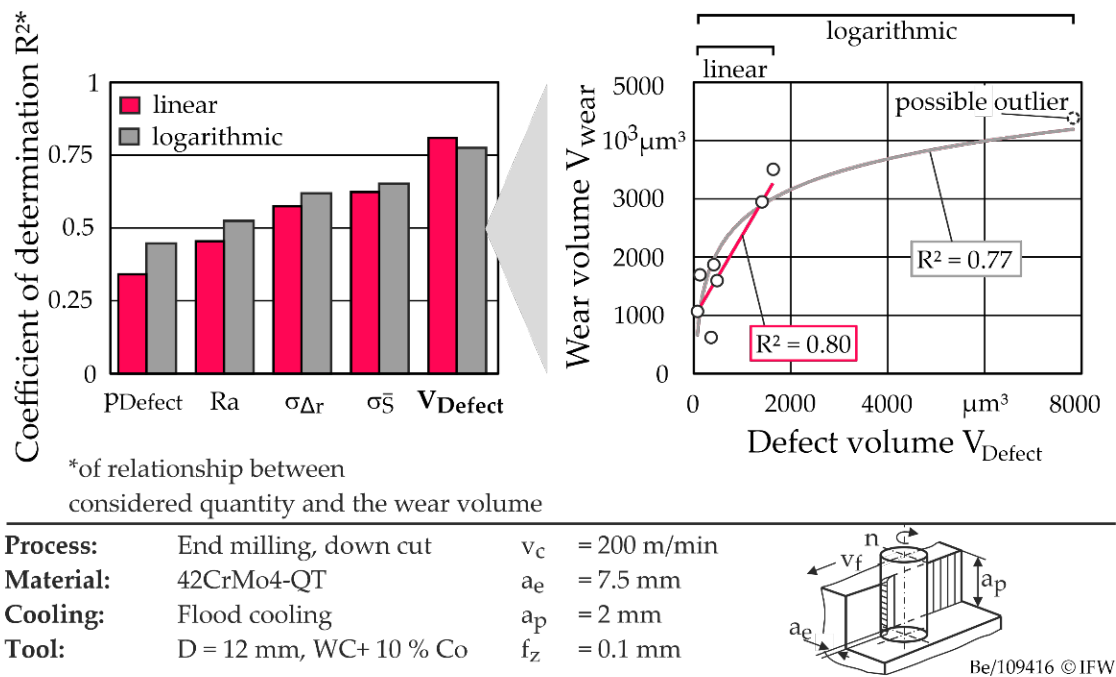 Coefficient of determination R²*
1
0.75
0.5
0.25
0
linear
logarithmic
PDefect
Ra
σΔr
σS̄
VDefect
*of relationship between
considered quantity and the wear volume
logarithmic
linear
Wear volume Vwear
5000
10³µm³
3000
2000
1000
0
possible outlier
R² = 0.77
R² = 0.80
0
2000
4000
µm³
8000
Defect volume VDefect
Process: End milling, down cut vc = 200 m/min
Material: 42CrMo4-QT ae = 7.5 mm
Cooling: Flood cooling ap = 2 mm
Tool: D = 12 mm, WC+ 10 % Co fz = 0.1 mm
n
vf
ap
ae
Be/109416 ©IFW